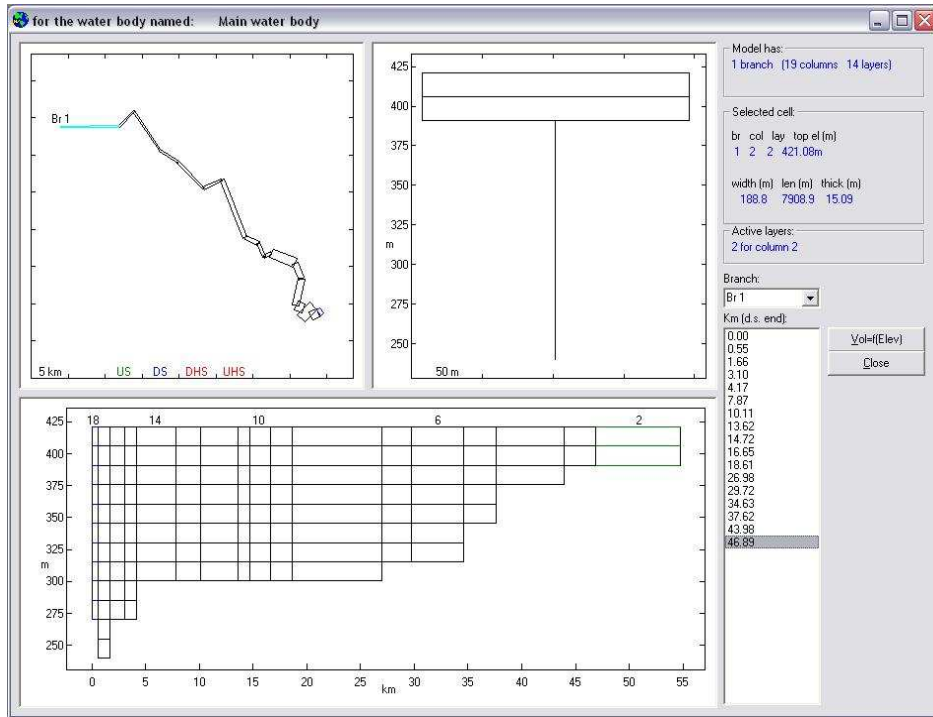 for the water body named: Main water body
Br 1
5 km US DS DHS UHS
425
400
375
350
m
325
300
275
250
50 m
Model has:
1 branch (19 columns 14 layers)
Selected cell:
br col lay top el (m)
1 2 2 421.08m
width (m) len (m) thick (m)
188.8 7908.9 15.09
Active layers:
2 for column 2
Branch:
Br 1
Km (d.s. end):
0.00
0.55
1.66
3.10
4.17
7.87
10.11
13.62
14.72
16.65
18.61
26.98
29.72
34.63
37.62
43.98
46.89
Vol=f(Elev)
Close
18 14 10 6 2
425
400
375
350
m
325
300
275
250
0 5 10 15 20 25 30 35 40 45 50 55
km